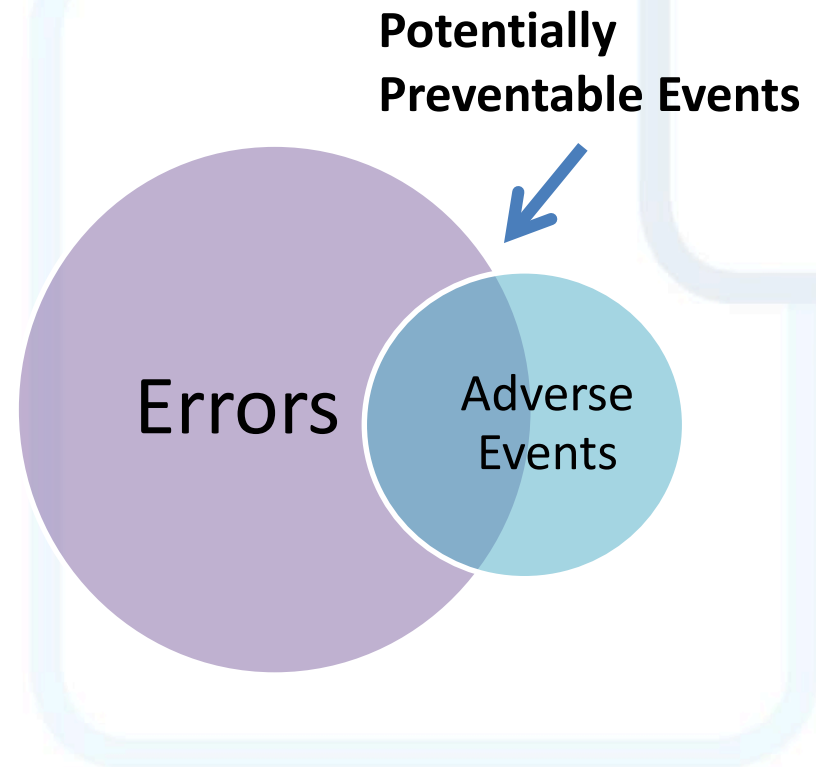 Potentially
Preventable Events
Errors
Adverse
Events